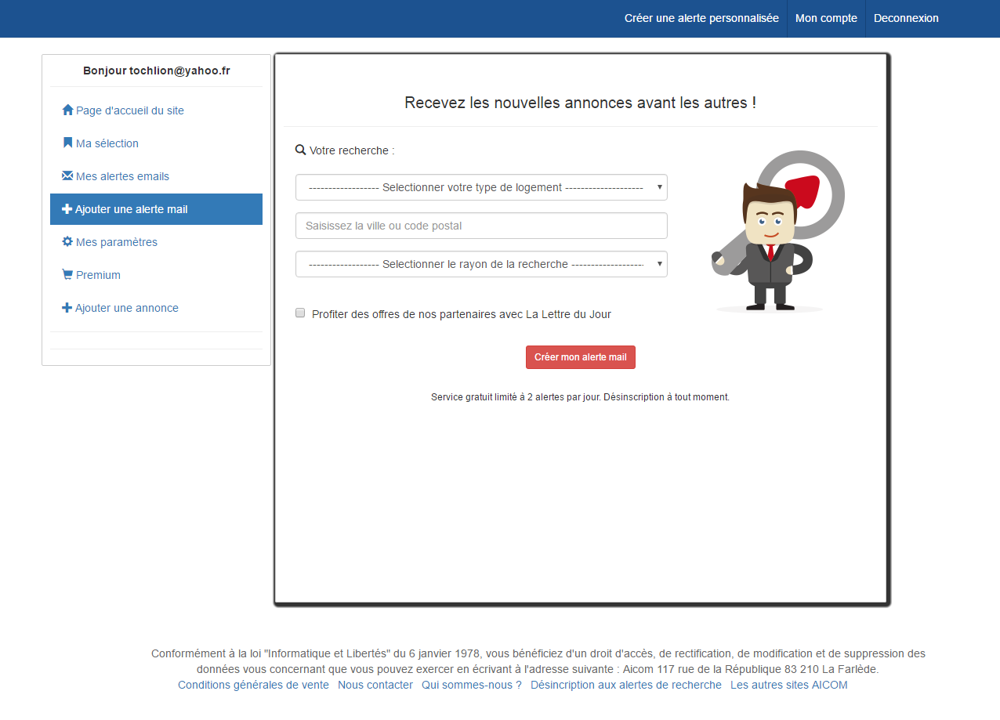 Créer une alerte personnalisée
Mon compte
Deconnexion
Bonjour tochlion@yahoo.fr
Page d'accueil du site
Ma sélection
Mes alertes emails
Ajouter une alerte mail
Mes paramètres
Premium
Ajouter une annonce
Recevez les nouvelles annonces avant les autres !
Votre recherche :
------------------ Selectionner votre type de logement --------------------
Saisissez la ville ou code postal
------------------ Selectionner le rayon de la recherche -------------------
Profiter des offres de nos partenaires avec La Lettre du Jour
Créer mon alerte mail
Service gratuit limité à 2 alertes par jour. Désinscription à tout moment.
Conformément à la loi "Informatique et Libertés" du 6 janvier 1978, vous bénéficiez d'un droit d'accès, de rectification, de modification et de suppression des
données vous concernant que vous pouvez exercer en écrivant à l'adresse suivante : Aicom 117 rue de la République 83 210 La Farlède.
Conditions générales de vente Nous contacter Qui sommes-nous ? Désincription aux alertes de recherche Les autres sites AICOM